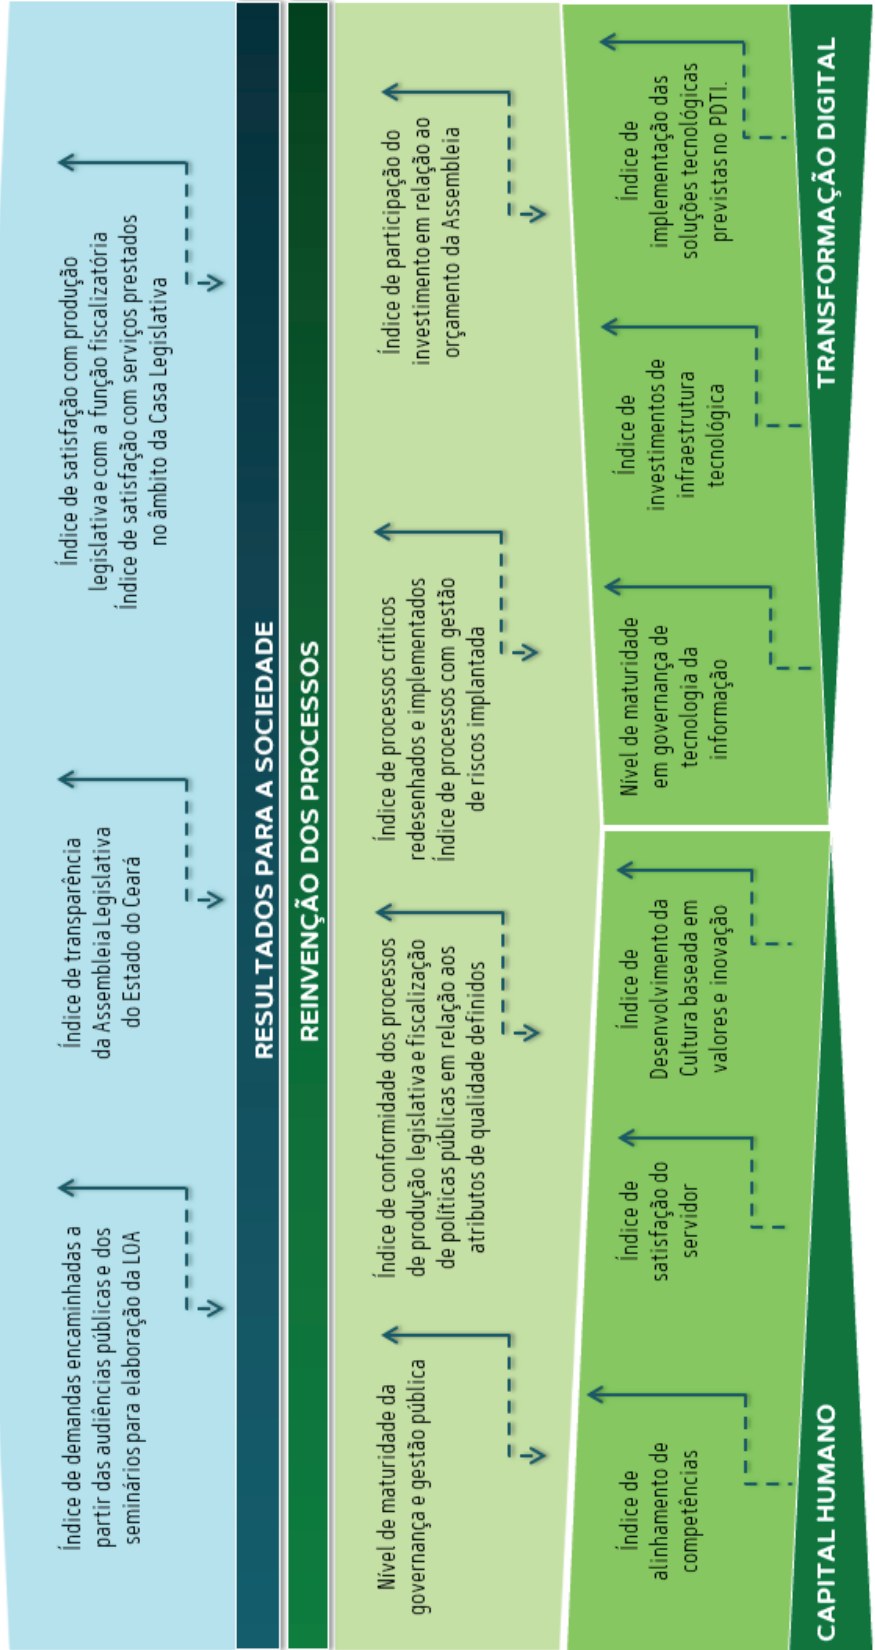 Índice de demandas encaminhadas a
partir das audiências públicas e dos
seminários para elaboração da LOA
Índice de transparência
da Assembleia Legislativa
do Estado do Ceará
Índice de satisfação com produção
legislativa e com a função fiscalizatória
Índice de satisfação com serviços prestados
no âmbito da Casa Legislativa
RESULTADOS PARA A SOCIEDADE
REINVENÇÃO DOS PROCESSOS
Nível de maturidade da
governança e gestão pública
Índice de conformidade dos processos
de produção legislativa e fiscalização
de políticas públicas em relação aos
atributos de qualidade definidos
Índice de processos críticos
redesenhados e implementados
Índice de processos com gestão
de riscos implantada
Índice de participação do
investimento em relação ao
orçamento da Assembleia
Índice de
alinhamento de
competências
Índice de
satisfação do
servidor
Índice de
Desenvolvimento da
Cultura baseada em
valores e inovação
Nível de maturidade
em governança de
tecnologia da
informação
Índice de
investimentos de
infraestrutura
tecnológica
Índice de
implementação das
soluções tecnológicas
previstas no PDTI.
CAPITAL HUMANO
TRANSFORMAÇÃO DIGITAL